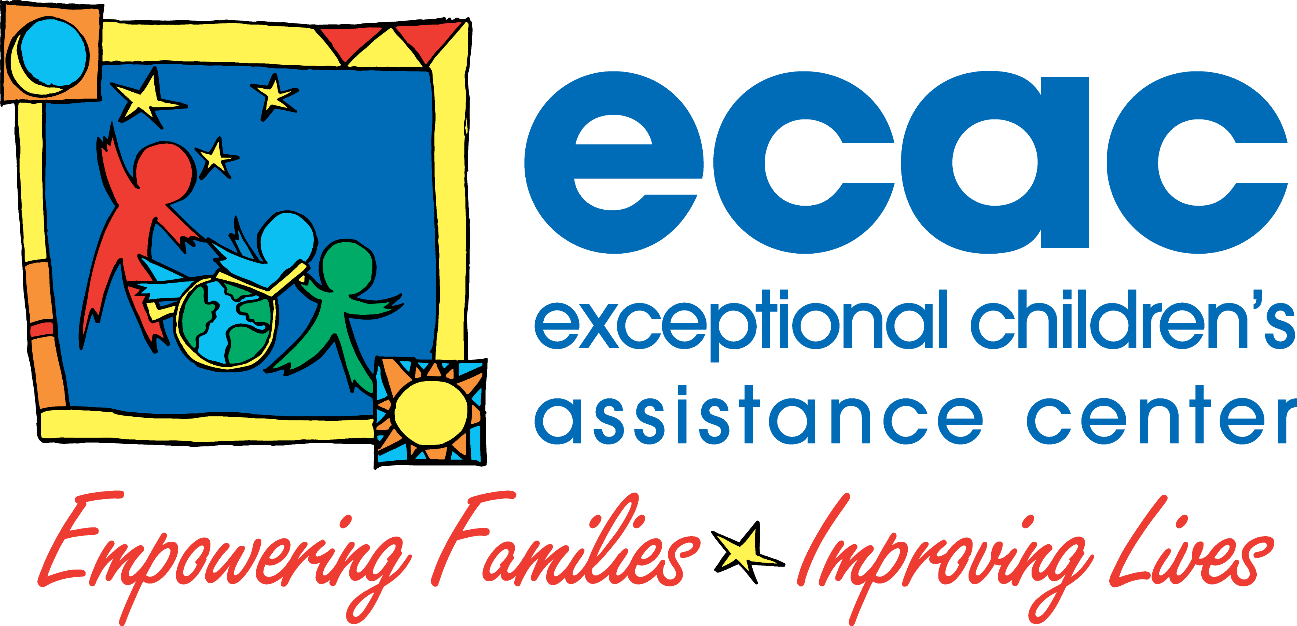 ecac
exceptional children's
assistance center
Empowering Families Improving Lives